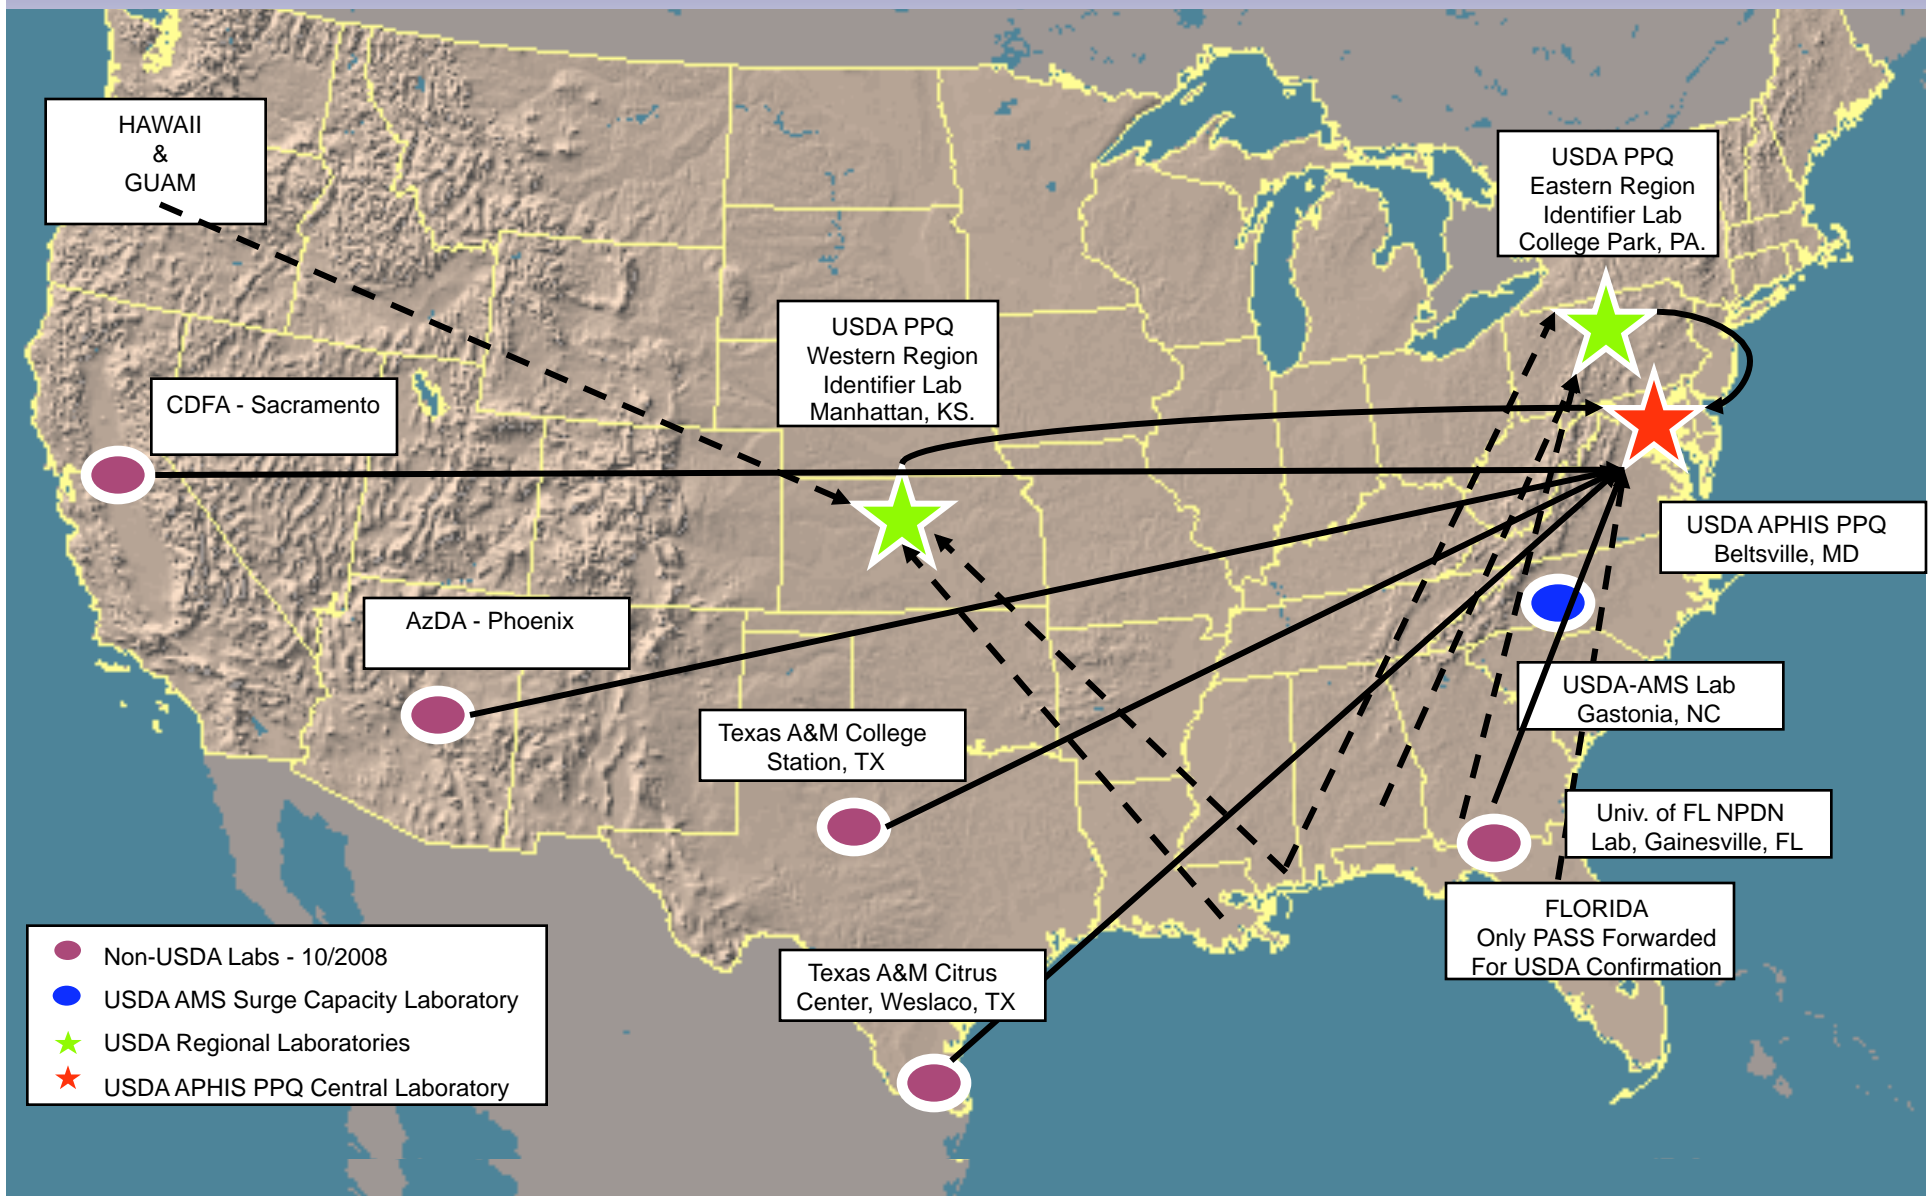 HAWAII
&
GUAM
USDA PPQ
Eastern Region
Identifier Lab
College Park, PA.
USDA PPQ
Western Region
Identifier Lab
Manhattan, KS.
CDFA - Sacramento
USDA APHIS PPQ
Beltsville, MD
AzDA - Phoenix
USDA-AMS Lab
Gastonia, NC
Texas A&M College
Station, TX
Univ. of FL NPDN
Lab, Gainesville, FL
FLORIDA
Only PASS Forwarded
For USDA Confirmation
Texas A&M Citrus
Center, Weslaco, TX
Non-USDA Labs - 10/2008
USDA AMS Surge Capacity Laboratory
USDA Regional Laboratories
USDA APHIS PPQ Central Laboratory